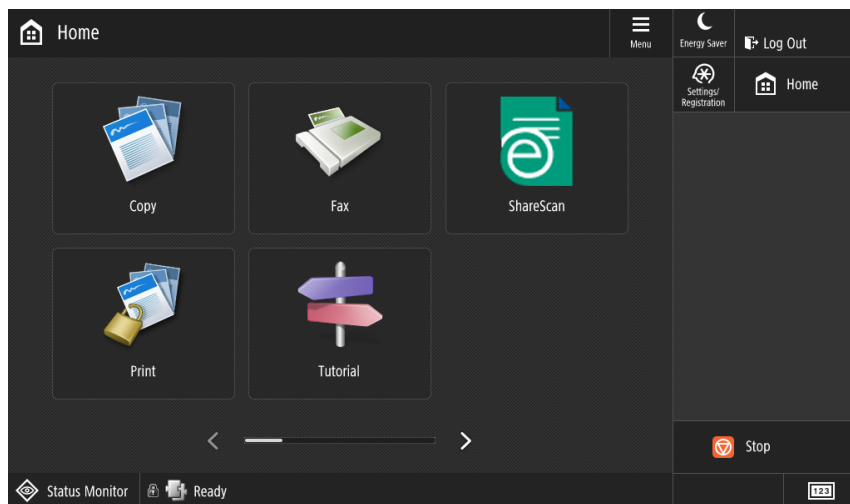 Home
Menu
Energy Saver
Log Out
Settings/
Registration
Home
Copy
Fax
ShareScan
Print
Tutorial
Stop
Status Monitor
Ready
123